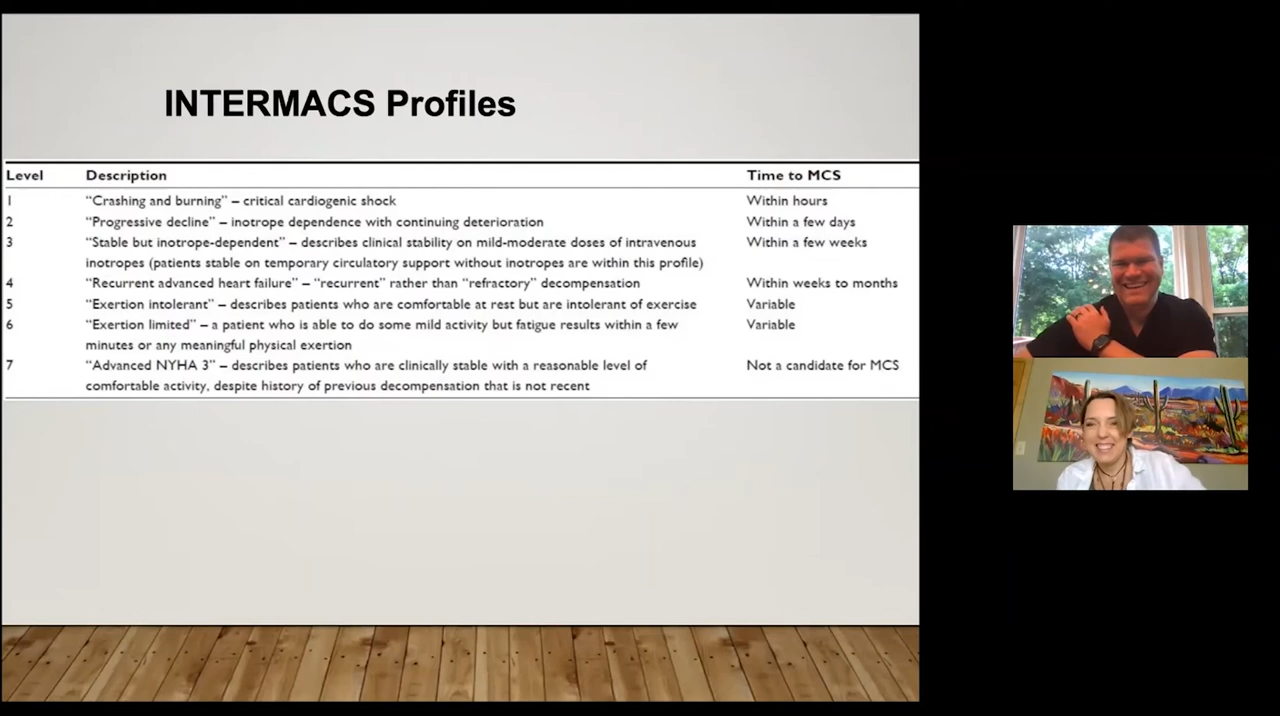 INTERMACS Profiles
Level Description Time to MCS
1 “Crashing and burning” – critical cardiogenic shock Within hours
2 “Progressive decline” – inotrope dependence with continuing deterioration Within a few days
3 “Stable but inotrope-dependent” – describes clinical stability on mild-moderate doses of intravenous Within a few weeks
inotropes (patients stable on temporary circulatory support without inotropes are within this profile)
4 “Recurrent advanced heart failure” – “recurrent” rather than “refractory” decompensation Within weeks to months
5 “Exertion intolerant” – describes patients who are comfortable at rest but are intolerant of exercise Variable
6 “Exertion limited” – a patient who is able to do some mild activity but fatigue results within a few Variable
minutes or any meaningful physical exertion
7 “Advanced NYHA 3” – describes patients who are clinically stable with a reasonable level of Not a candidate for MCS
comfortable activity, despite history of previous decompensation that is not recent